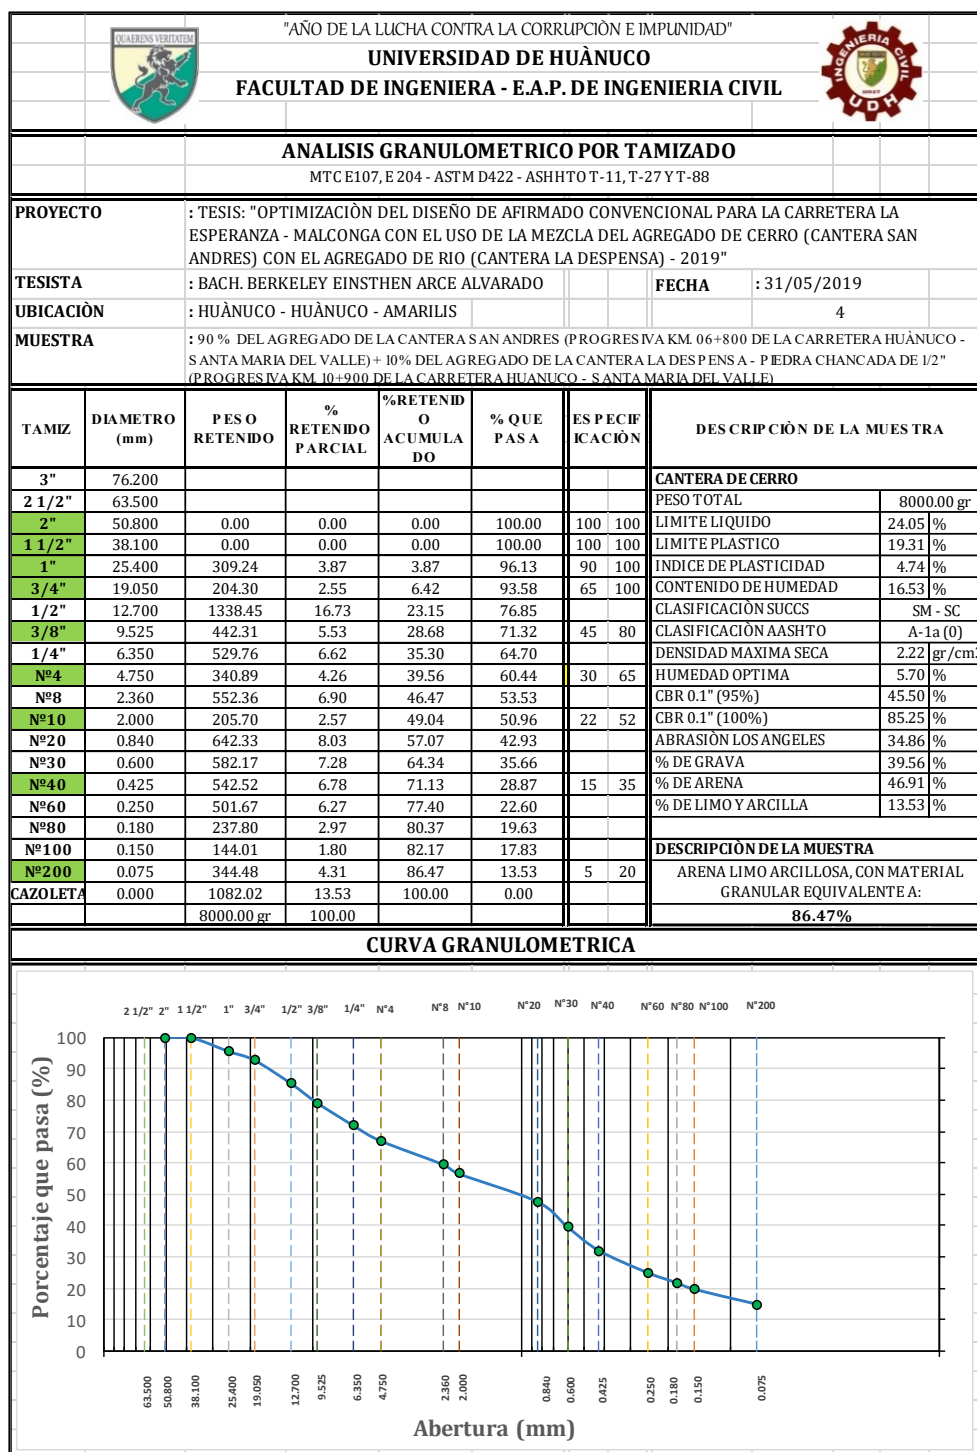 QUAERENS VERITATEM
"AÑO DE LA LUCHA CONTRA LA CORRUPCIÒN E IMPUNIDAD"
UNIVERSIDAD DE HUÀNUCO
FACULTAD DE INGENIERA - E.A.P. DE INGENIERIA CIVIL
INGENIERIA CIVIL
UDH
ANALISIS GRANULOMETRICO POR TAMIZADO
MTC E107, E 204 - ASTM D422 - ASHHTO T-11, T-27 Y T-88
PROYECTO : TESIS: "OPTIMIZACIÒN DEL DISEÑO DE AFIRMADO CONVENCIONAL PARA LA CARRETERA LA
ESPERANZA - MALCONGA CON EL USO DE LA MEZCLA DEL AGREGADO DE CERRO (CANTERA SAN
ANDRES) CON EL AGREGADO DE RIO (CANTERA LA DESPENSA) - 2019"
TESISTA : BACH. BERKELEY EINSTHEN ARCE ALVARADO FECHA : 31/05/2019
UBICACIÒN : HUÀNUCO - HUÀNUCO - AMARILIS 4
MUESTRA : 90 % DEL AGREGADO DE LA CANTERA SAN ANDRES (PROGRESIVA KM. 06+800 DE LA CARRETERA HUÀNUCO -
SANTA MARIA DEL VALLE) + 10% DEL AGREGADO DE LA CANTERA LA DESPENSA - PIEDRA CHANCADA DE 1/2"
(PROGRESIVA KM. 10+900 DE LA CARRETERA HUANUCO - SANTA MARIA DEL VALLE)
TAMIZ DIAMETRO (mm) PESO RETENIDO % RETENIDO PARCIAL %RETENIDO ACUMULADO % QUE PASA ESPECIFICACIÒN DESCRIPCIÒN DE LA MUESTRA
3" 76.200 CANTERA DE CERRO
2 1/2" 63.500 PESO TOTAL 8000.00 gr
2" 50.800 0.00 0.00 0.00 100.00 100 100 LIMITE LIQUIDO 24.05 %
1 1/2" 38.100 0.00 0.00 0.00 100.00 100 100 LIMITE PLASTICO 19.31 %
1" 25.400 309.24 3.87 3.87 96.13 90 100 INDICE DE PLASTICIDAD 4.74 %
3/4" 19.050 204.30 2.55 6.42 93.58 65 100 CONTENIDO DE HUMEDAD 16.53 %
1/2" 12.700 1338.45 16.73 23.15 76.85 CLASIFICACIÒN SUCCS SM - SC
3/8" 9.525 442.31 5.53 28.68 71.32 45 80 CLASIFICACIÒN AASHTO A-1a (0)
1/4" 6.350 529.76 6.62 35.30 64.70 DENSIDAD MAXIMA SECA 2.22 gr/cm3
Nº4 4.750 340.89 4.26 39.56 60.44 30 65 HUMEDAD OPTIMA 5.70 %
Nº8 2.360 552.36 6.90 46.47 53.53 CBR 0.1" (95%) 45.50 %
Nº10 2.000 205.70 2.57 49.04 50.96 22 52 CBR 0.1" (100%) 85.25 %
Nº20 0.840 642.33 8.03 57.07 42.93 ABRASIÒN LOS ANGELES 34.86 %
Nº30 0.600 582.17 7.28 64.34 35.66 % DE GRAVA 39.56 %
Nº40 0.425 542.52 6.78 71.13 28.87 15 35 % DE ARENA 46.91 %
Nº60 0.250 501.67 6.27 77.40 22.60 % DE LIMO Y ARCILLA 13.53 %
Nº80 0.180 237.80 2.97 80.37 19.63
Nº100 0.150 144.01 1.80 82.17 17.83 DESCRIPCIÒN DE LA MUESTRA
Nº200 0.075 344.48 4.31 86.47 13.53 5 20 ARENA LIMO ARCILLOSA, CON MATERIAL
CAZOLETA 0.000 1082.02 13.53 100.00 0.00 GRANULAR EQUIVALENTE A:
8000.00 gr 100.00 86.47%
CURVA GRANULOMETRICA
2 1/2" 2" 1 1/2" 1" 3/4" 1/2" 3/8" 1/4" N°4 N°8 N°10 N°20 N°30 N°40 N°60 N°80 N°100 N°200
Porcentaje que pasa (%)
100
90
80
70
60
50
40
30
20
10
0
63.500 50.800 38.100 25.400 19.050 12.700 9.525 6.350 4.750 2.360 2.000 0.840 0.600 0.425 0.250 0.180 0.150 0.075
Abertura (mm)